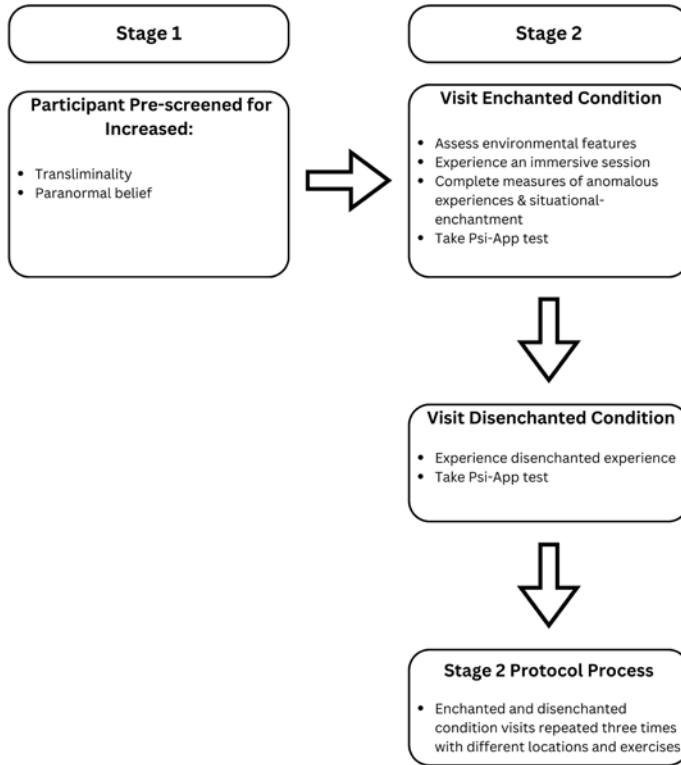 Stage 1
Stage 2
Participant Pre-screened for
Increased:
• Transliminality
• Paranormal belief
Visit Enchanted Condition
• Assess environmental features
• Experience an immersive session
• Complete measures of anomalous
experiences & situational-
enchantment
• Take Psi-App test
Visit Disenchanted Condition
• Experience disenchanted experience
• Take Psi-App test
Stage 2 Protocol Process
• Enchanted and disenchanted
condition visits repeated three times
with different locations and exercises